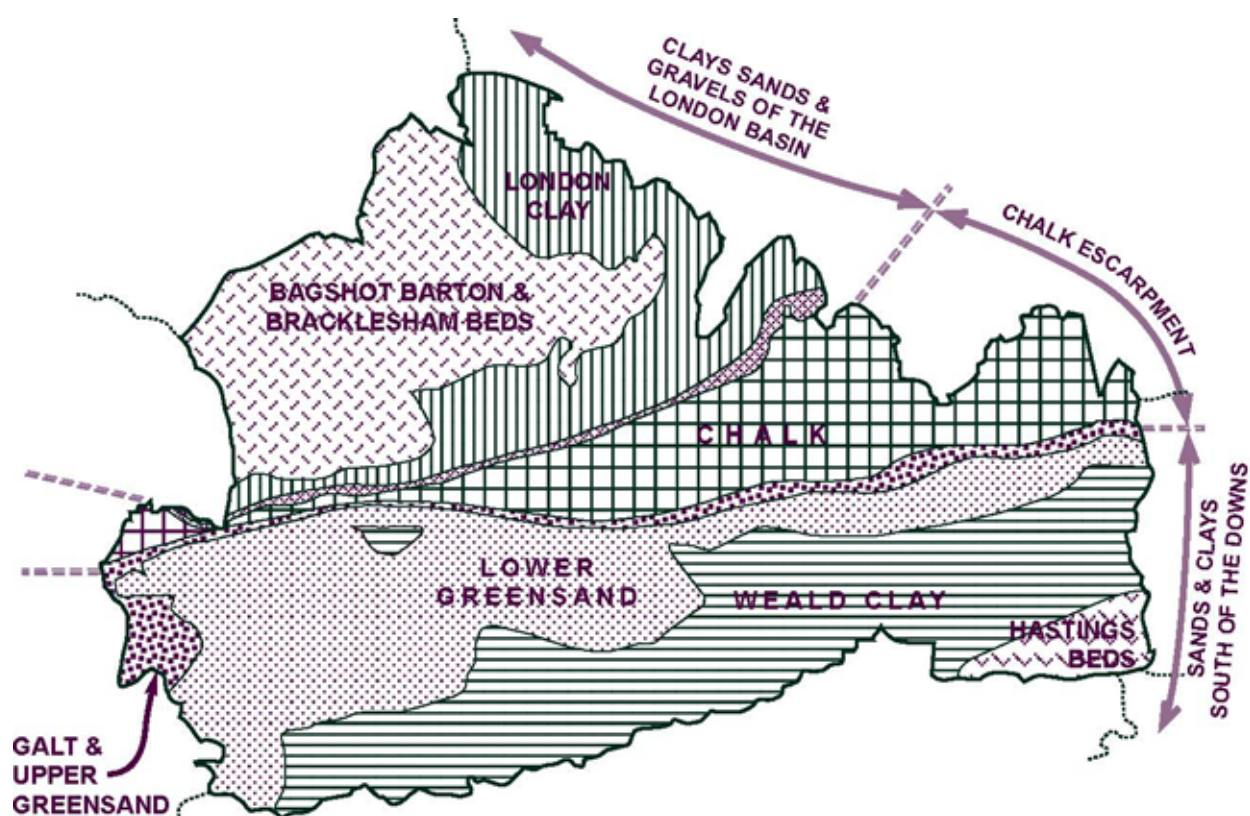 CLAYS SANDS &
GRAVELS OF THE
LONDON BASIN
CHALK ESCARPMENT
LONDON
CLAY
BAGSHOT BARTON &
BRACKLESHAM BEDS
CHALK
LOWER
GREENSAND
WEALD CLAY
HASTINGS
BEDS
SANDS & CLAYS
SOUTH OF THE DOWNS
GALT &
UPPER
GREENSAND